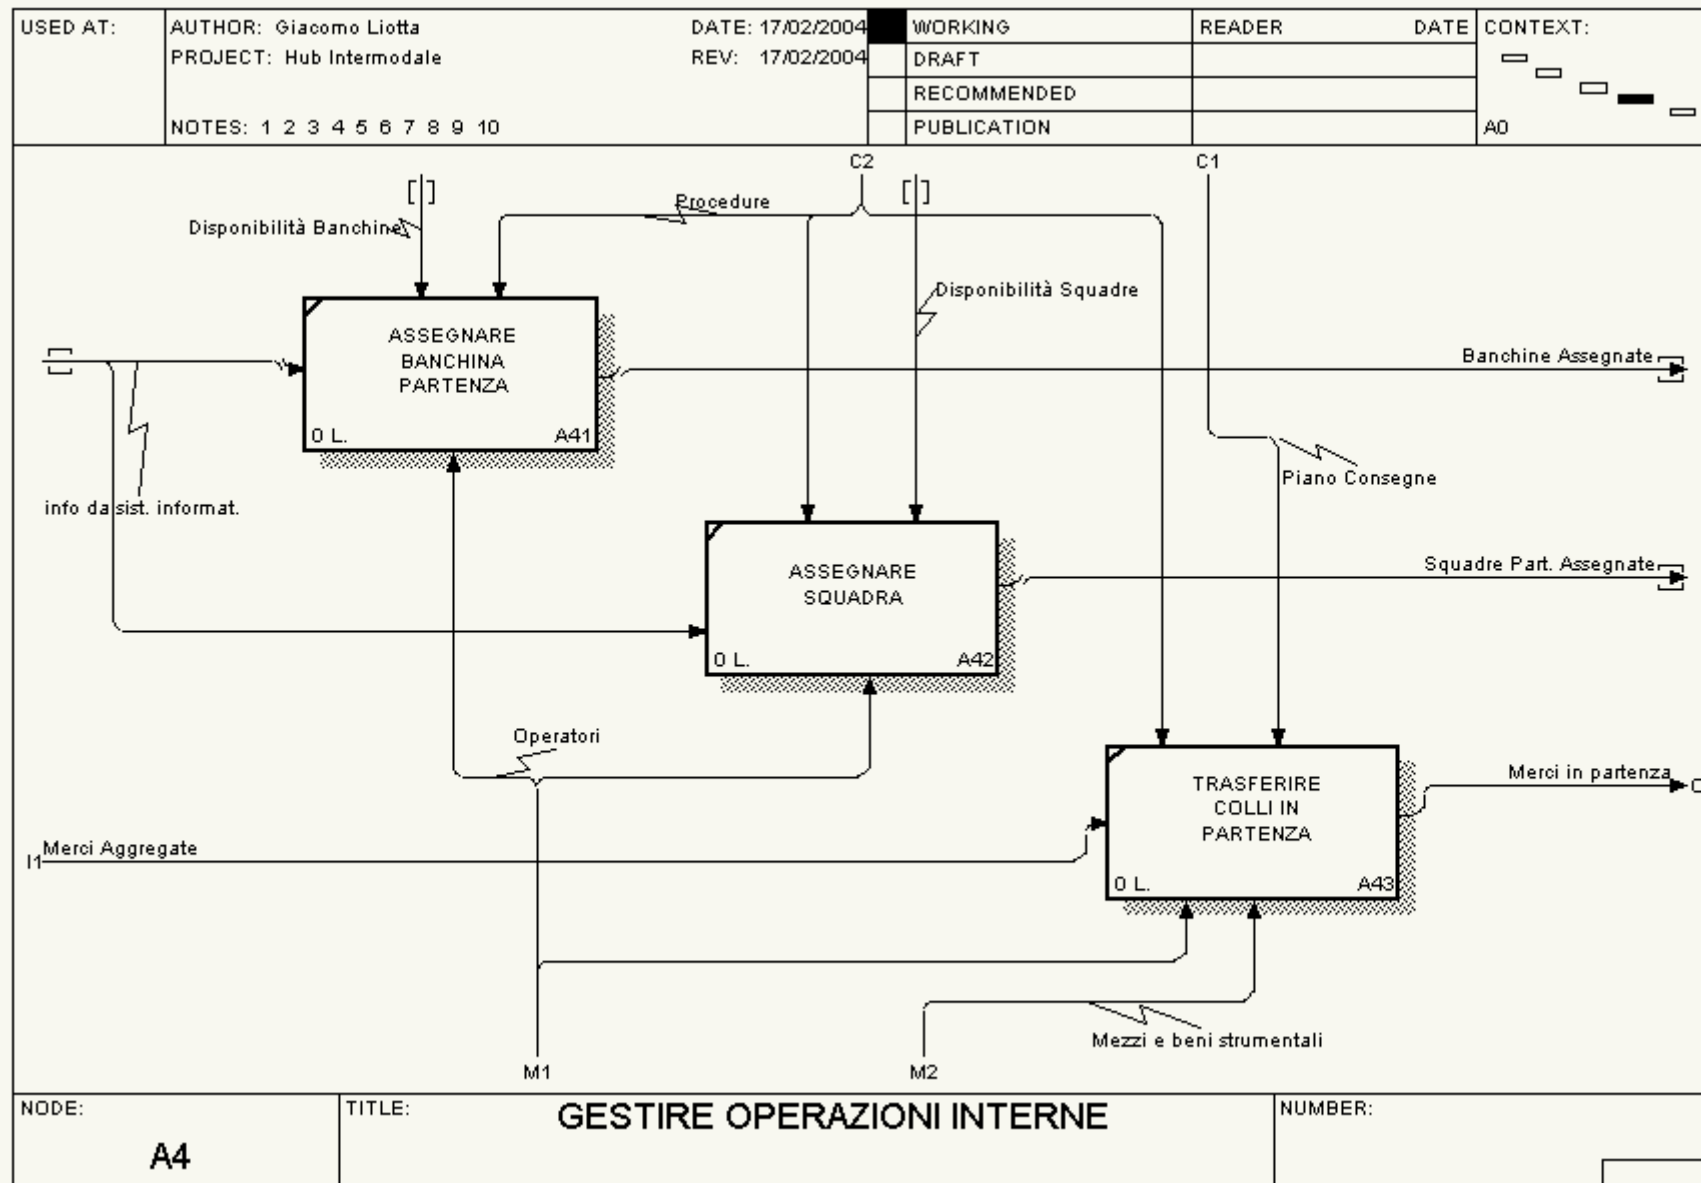 USED AT:
AUTHOR: Giacomo Liotta
DATE: 17/02/2004
WORKING
READER
DATE
CONTEXT:
PROJECT: Hub Intermodale
REV: 17/02/2004
DRAFT
RECOMMENDED
NOTES: 1 2 3 4 5 6 7 8 9 10
PUBLICATION
A0
C2
C1
Procedure
Disponibilità Banchine
Disponibilità Squadre
ASSEGNARE
BANCHINA
PARTENZA
0 L.
A41
Banchine Assegnate
Piano Consegne
info da sist. informat.
ASSEGNARE
SQUADRA
0 L.
A42
Squadre Part. Assegnate
Operatori
TRASFERIRE
COLLI IN
PARTENZA
0 L.
A43
Merci in partenza
I1
Merci Aggregate
Mezzi e beni strumentali
M1
M2
NODE:
A4
TITLE:
GESTIRE OPERAZIONI INTERNE
NUMBER: